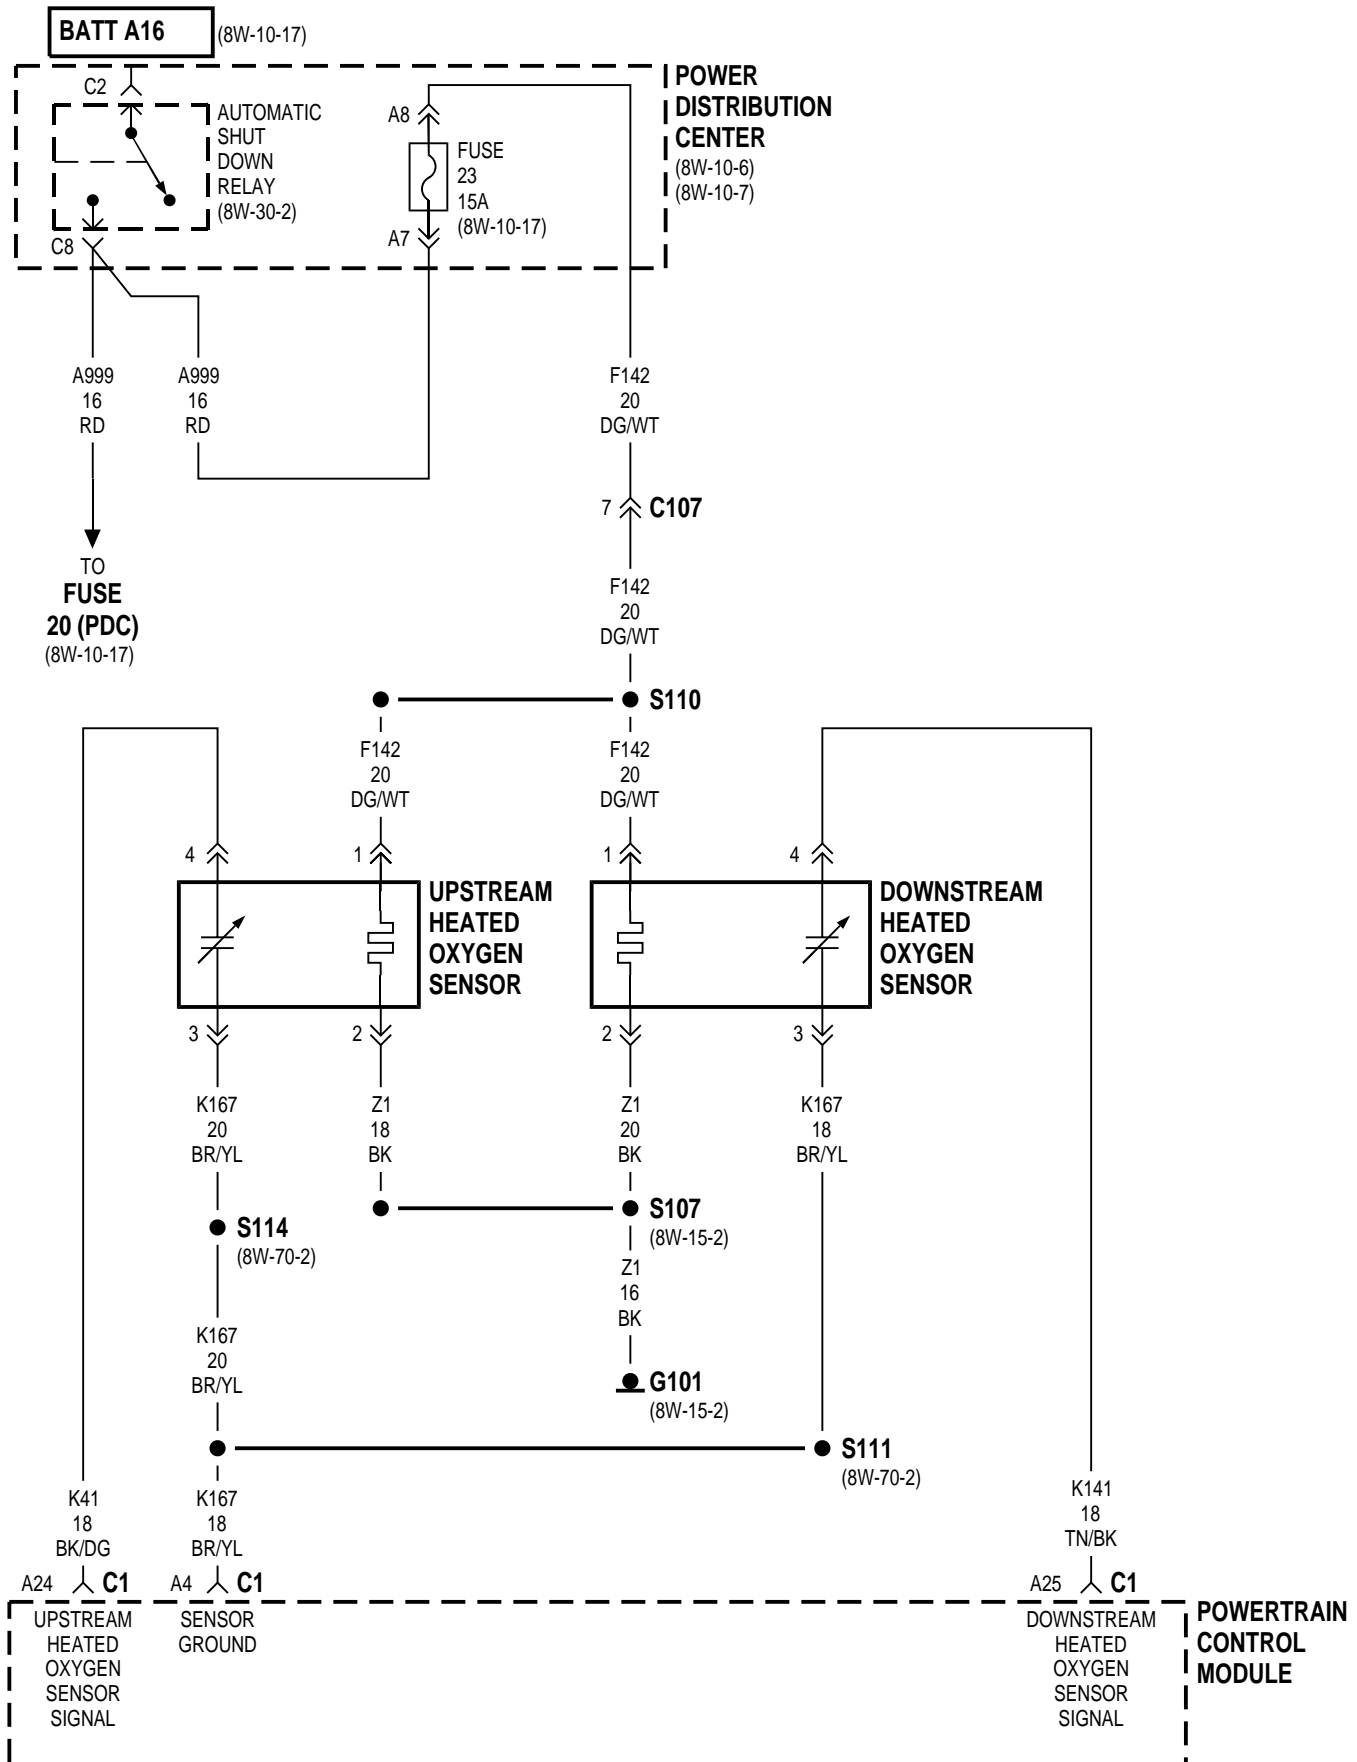 BATT A16
(8W-10-17)
POWER
DISTRIBUTION
CENTER
(8W-10-6)
(8W-10-7)
C2
AUTOMATIC
SHUT
DOWN
RELAY
(8W-30-2)
C8
A8
FUSE
23
15A
(8W-10-17)
A7
A999
16
RD
A999
16
RD
F142
20
DG/WT
7
C107
TO
FUSE
20 (PDC)
(8W-10-17)
F142
20
DG/WT
S110
F142
20
DG/WT
F142
20
DG/WT
4
1
1
4
UPSTREAM
HEATED
OXYGEN
SENSOR
DOWNSTREAM
HEATED
OXYGEN
SENSOR
3
2
2
3
K167
20
BR/YL
Z1
18
BK
Z1
20
BK
K167
18
BR/YL
S114
(8W-70-2)
S107
(8W-15-2)
Z1
16
BK
K167
20
BR/YL
G101
(8W-15-2)
S111
(8W-70-2)
K41
18
BK/DG
K167
18
BR/YL
K141
18
TN/BK
A24
C1
A4
C1
A25
C1
UPSTREAM
HEATED
OXYGEN
SENSOR
SIGNAL
SENSOR
GROUND
DOWNSTREAM
HEATED
OXYGEN
SENSOR
SIGNAL
POWERTRAIN
CONTROL
MODULE